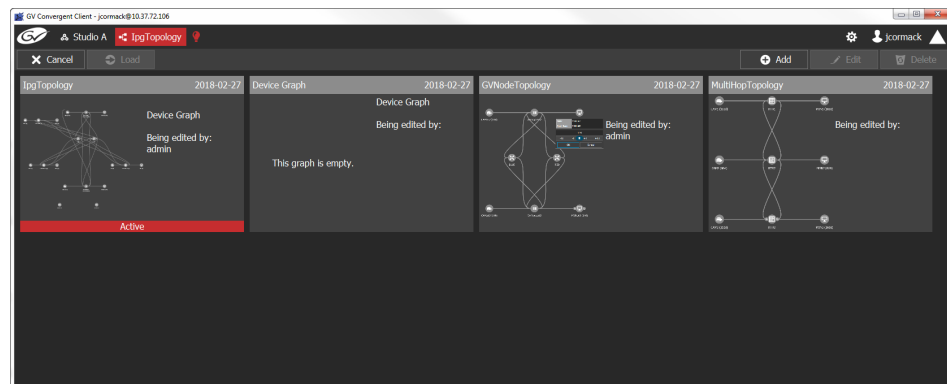 GV Convergent Client - jcormack@10.37.72.106
GV
Studio A
IpgTopology
jcormack
Cancel
Load
Add
Edit
Delete
IpgTopology 2018-02-27
Device Graph
Being edited by:
admin
Active
Device Graph 2018-02-27
Device Graph
Being edited by:
This graph is empty.
GVNodeTopology 2018-02-27
Being edited by:
admin
MultiHopTopology 2018-02-27
Being edited by: